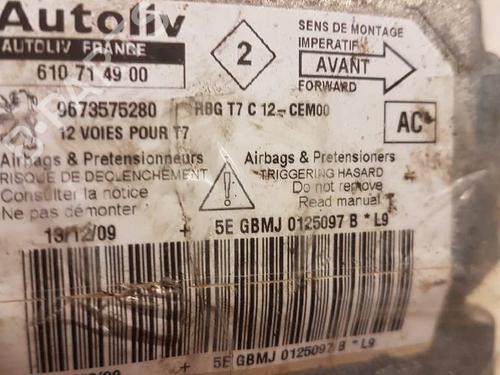 Autoliv
AUTOLIV FRANCE
610 71 49 00
2
SENS DE MONTAGE
IMPERATIF
AVANT
FORWARD
9673575280
RBG T7 C 12-CEM00
12 VOIES POUR T7
AC
Airbags & Pretensionneurs
RISQUE DE DECLENCHEMENT
Consulter la notice
Ne pas démonter
Airbags & Pretensioners
TRIGGERING HASARD
Do not remove
Read manual
13/12/09 + 5E GBMJ 0125097 B * L9
+ 5E GBMJ 0125097 B * L9